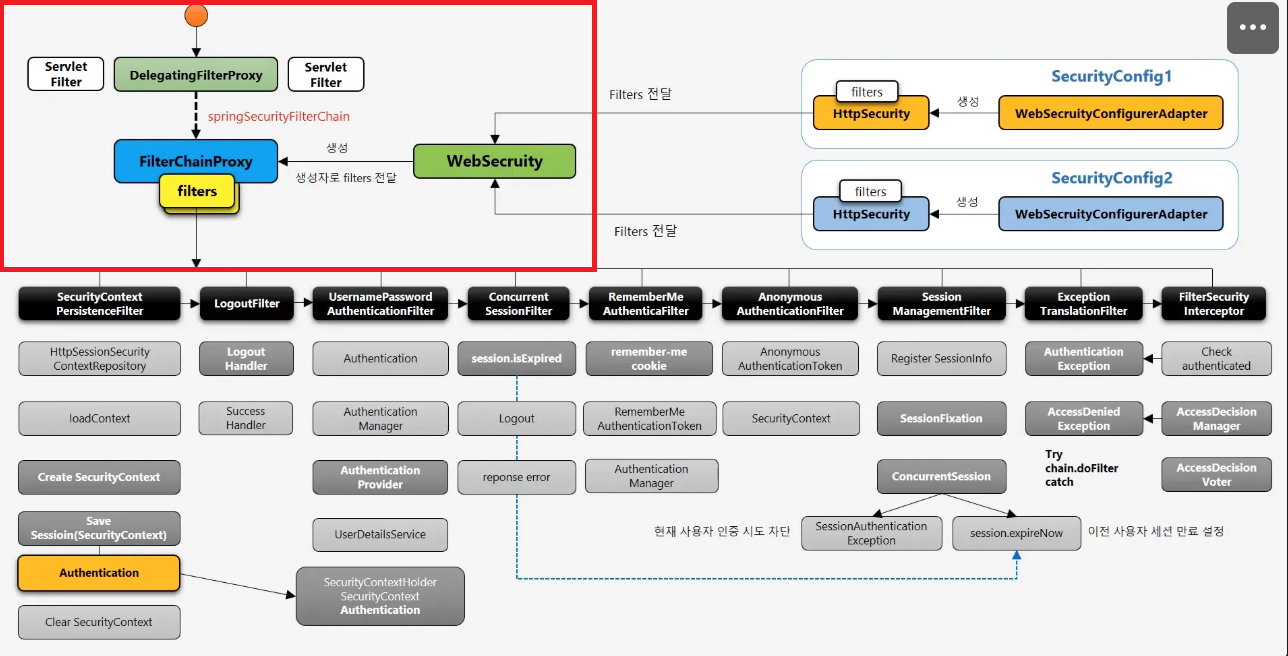 Servlet
Filter
DelegatingFilterProxy
Servlet
Filter
springSecurityFilterChain
FilterChainProxy
filters
생성
생성자로 filters 전달
WebSecruity
Filters 전달
Filters 전달
SecurityConfig1
filters
HttpSecurity
생성
WebSecruityConfigurerAdapter
SecurityConfig2
filters
HttpSecurity
생성
WebSecruityConfigurerAdapter
SecurityContext
PersistenceFilter
LogoutFilter
UsernamePassword
AuthenticationFilter
Concurrent
SessionFilter
RememberMe
AuthenticaFilter
Anonymous
AuthenticationFilter
Session
ManagementFilter
Exception
TranslationFilter
FilterSecurity
Interceptor
HttpSessionSecurity
ContextRepository
Logout
Handler
Authentication
session.isExpired
remember-me
cookie
Anonymous
AuthenticationToken
Register SessionInfo
Authentication
Exception
Check
authenticated
loadContext
Success
Handler
Authentication
Manager
Logout
RememberMe
AuthenticationToken
SecurityContext
SessionFixation
AccessDenied
Exception
AccessDecision
Manager
Create SecurityContext
Authentication
Provider
reponse error
Authentication
Manager
ConcurrentSession
Try
chain.doFilter
catch
AccessDecision
Voter
Save
Sessioin(SecurityContext)
UserDetailsService
현재 사용자 인증 시도 차단
SessionAuthentication
Exception
session.expireNow
이전 사용자 세션 만료 설정
Authentication
SecurityContextHolder
SecurityContext
Authentication
Clear SecurityContext